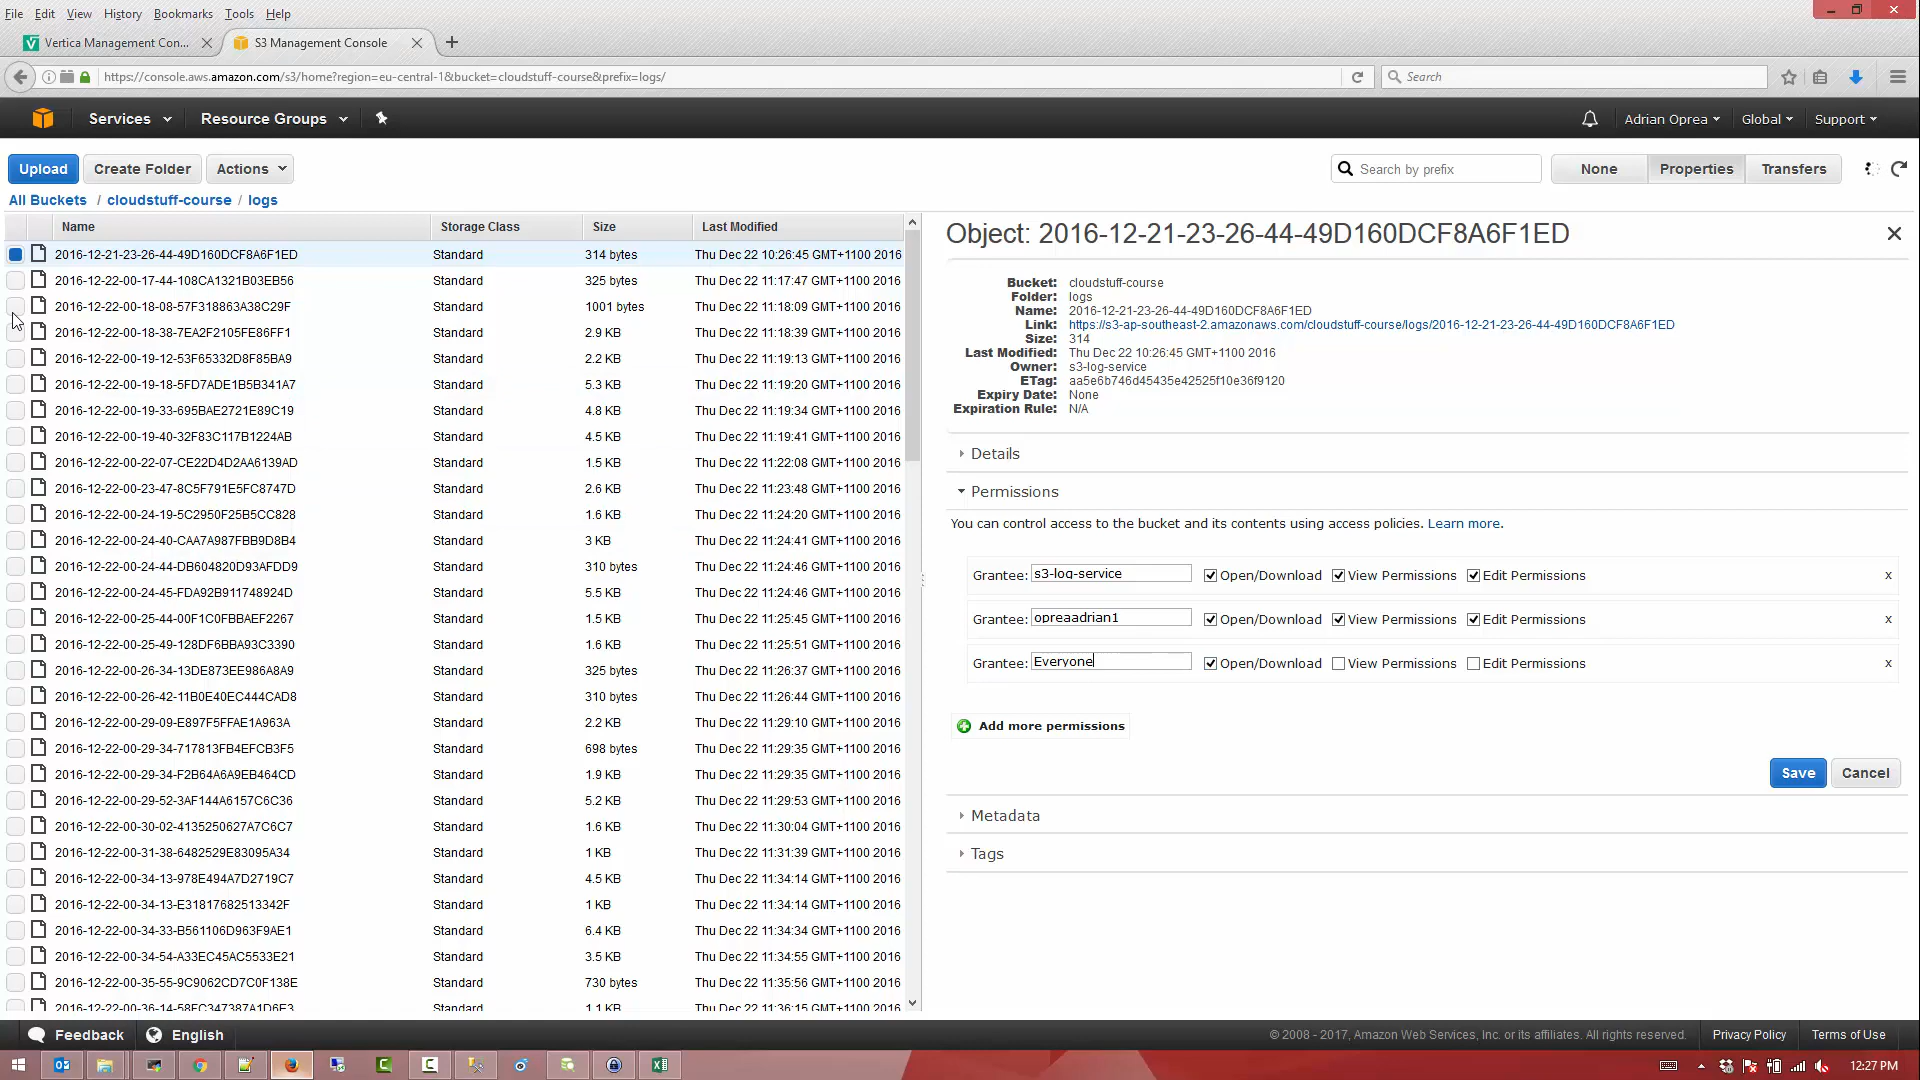 File Edit View History Bookmarks Tools Help
Vertica Management Con... S3 Management Console
https://console.aws.amazon.com/s3/home?region=eu-central-1&bucket=cloudstuff-course&prefix=logs/ Search
Services Resource Groups Adrian Oprea Global Support
Upload Create Folder Actions Search by prefix None Properties Transfers
All Buckets / cloudstuff-course / logs
Name Storage Class Size Last Modified
2016-12-21-23-26-44-49D160DCF8A6F1ED Standard 314 bytes Thu Dec 22 10:26:45 GMT+1100 2016
2016-12-22-00-17-44-108CA1321B03EB56 Standard 325 bytes Thu Dec 22 11:17:47 GMT+1100 2016
2016-12-22-00-18-08-57F318863A38C29F Standard 1001 bytes Thu Dec 22 11:18:09 GMT+1100 2016
2016-12-22-00-18-38-7EA2F2105FE86FF1 Standard 2.9 KB Thu Dec 22 11:18:39 GMT+1100 2016
2016-12-22-00-19-12-53F65332D8F85BA9 Standard 2.2 KB Thu Dec 22 11:19:13 GMT+1100 2016
2016-12-22-00-19-18-5FD7ADE1B5B341A7 Standard 5.3 KB Thu Dec 22 11:19:20 GMT+1100 2016
2016-12-22-00-19-33-695BAE2721E89C19 Standard 4.8 KB Thu Dec 22 11:19:34 GMT+1100 2016
2016-12-22-00-19-40-32F83C117B1224AB Standard 4.5 KB Thu Dec 22 11:19:41 GMT+1100 2016
2016-12-22-00-22-07-CE22D4D2AA6139AD Standard 1.5 KB Thu Dec 22 11:22:08 GMT+1100 2016
2016-12-22-00-23-47-8C5F791E5FC8747D Standard 2.6 KB Thu Dec 22 11:23:48 GMT+1100 2016
2016-12-22-00-24-19-5C2950F25B5CC828 Standard 1.6 KB Thu Dec 22 11:24:20 GMT+1100 2016
2016-12-22-00-24-40-CAA7A987FBB9D8B4 Standard 3 KB Thu Dec 22 11:24:41 GMT+1100 2016
2016-12-22-00-24-44-DB604820D93AFDD9 Standard 310 bytes Thu Dec 22 11:24:46 GMT+1100 2016
2016-12-22-00-24-45-FDA92B911748924D Standard 5.5 KB Thu Dec 22 11:24:46 GMT+1100 2016
2016-12-22-00-25-44-00F1C0FBBAEF2267 Standard 1.5 KB Thu Dec 22 11:25:45 GMT+1100 2016
2016-12-22-00-25-49-128DF6BBA93C3390 Standard 1.6 KB Thu Dec 22 11:25:51 GMT+1100 2016
2016-12-22-00-26-34-13DE873EE986A8A9 Standard 325 bytes Thu Dec 22 11:26:37 GMT+1100 2016
2016-12-22-00-26-42-11B0E40EC444CAD8 Standard 310 bytes Thu Dec 22 11:26:44 GMT+1100 2016
2016-12-22-00-29-09-E897F5FFAE1A963A Standard 2.2 KB Thu Dec 22 11:29:10 GMT+1100 2016
2016-12-22-00-29-34-717813FB4EFCB3F5 Standard 698 bytes Thu Dec 22 11:29:35 GMT+1100 2016
2016-12-22-00-29-34-F2B64A6A9EB464CD Standard 1.9 KB Thu Dec 22 11:29:35 GMT+1100 2016
2016-12-22-00-29-52-3AF144A6157C6C36 Standard 5.2 KB Thu Dec 22 11:29:53 GMT+1100 2016
2016-12-22-00-30-02-4135250627A7C6C7 Standard 1.6 KB Thu Dec 22 11:30:04 GMT+1100 2016
2016-12-22-00-31-38-6482529E83095A34 Standard 1 KB Thu Dec 22 11:31:39 GMT+1100 2016
2016-12-22-00-34-13-978E494A7D2719C7 Standard 4.5 KB Thu Dec 22 11:34:14 GMT+1100 2016
2016-12-22-00-34-13-E31817682513342F Standard 1 KB Thu Dec 22 11:34:14 GMT+1100 2016
2016-12-22-00-34-33-B561106D963F9AE1 Standard 6.4 KB Thu Dec 22 11:34:34 GMT+1100 2016
2016-12-22-00-34-54-A33EC45AC5533E21 Standard 3.5 KB Thu Dec 22 11:34:55 GMT+1100 2016
2016-12-22-00-35-55-9C9062CD7C0F138E Standard 730 bytes Thu Dec 22 11:35:56 GMT+1100 2016
2016-12-22-00-36-14-58EC347387A1D6E3 Standard 1.1 KB Thu Dec 22 11:36:15 GMT+1100 2016
Object: 2016-12-21-23-26-44-49D160DCF8A6F1ED
Bucket: cloudstuff-course
Folder: logs
Name: 2016-12-21-23-26-44-49D160DCF8A6F1ED
Link: https://s3-ap-southeast-2.amazonaws.com/cloudstuff-course/logs/2016-12-21-23-26-44-49D160DCF8A6F1ED
Size: 314
Last Modified: Thu Dec 22 10:26:45 GMT+1100 2016
Owner: s3-log-service
ETag: aa5e6b746d45435e42525f10e36f9120
Expiry Date: None
Expiration Rule: N/A
Details
Permissions
You can control access to the bucket and its contents using access policies. Learn more.
Grantee: s3-log-service Open/Download View Permissions Edit Permissions x
Grantee: opreaadrian1 Open/Download View Permissions Edit Permissions x
Grantee: Everyone Open/Download View Permissions Edit Permissions x
Add more permissions
Save Cancel
Metadata
Tags
Feedback English © 2008 - 2017, Amazon Web Services, Inc. or its affiliates. All rights reserved. Privacy Policy Terms of Use
12:27 PM